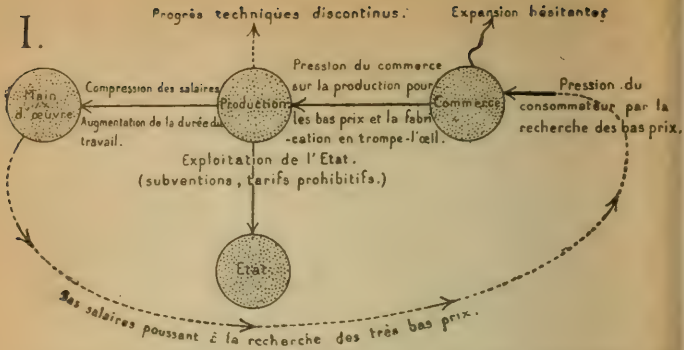 I.
Progrès techniques discontinus.
Expansion hésitantes
Main
d'œuvre.
Compression des salaires
Augmentation de la durée du
travail.
Production
Pression du commerce
sur la production pour
les bas prix et la fabri
-cation en trompe-l'œil.
Commerce
Pression du
consommateur par la
recherche des bas prix.
Exploitation de l'Etat.
(subventions, tarifs prohibitifs.)
Etat
Bas salaires poussant à la recherche des très bas prix.